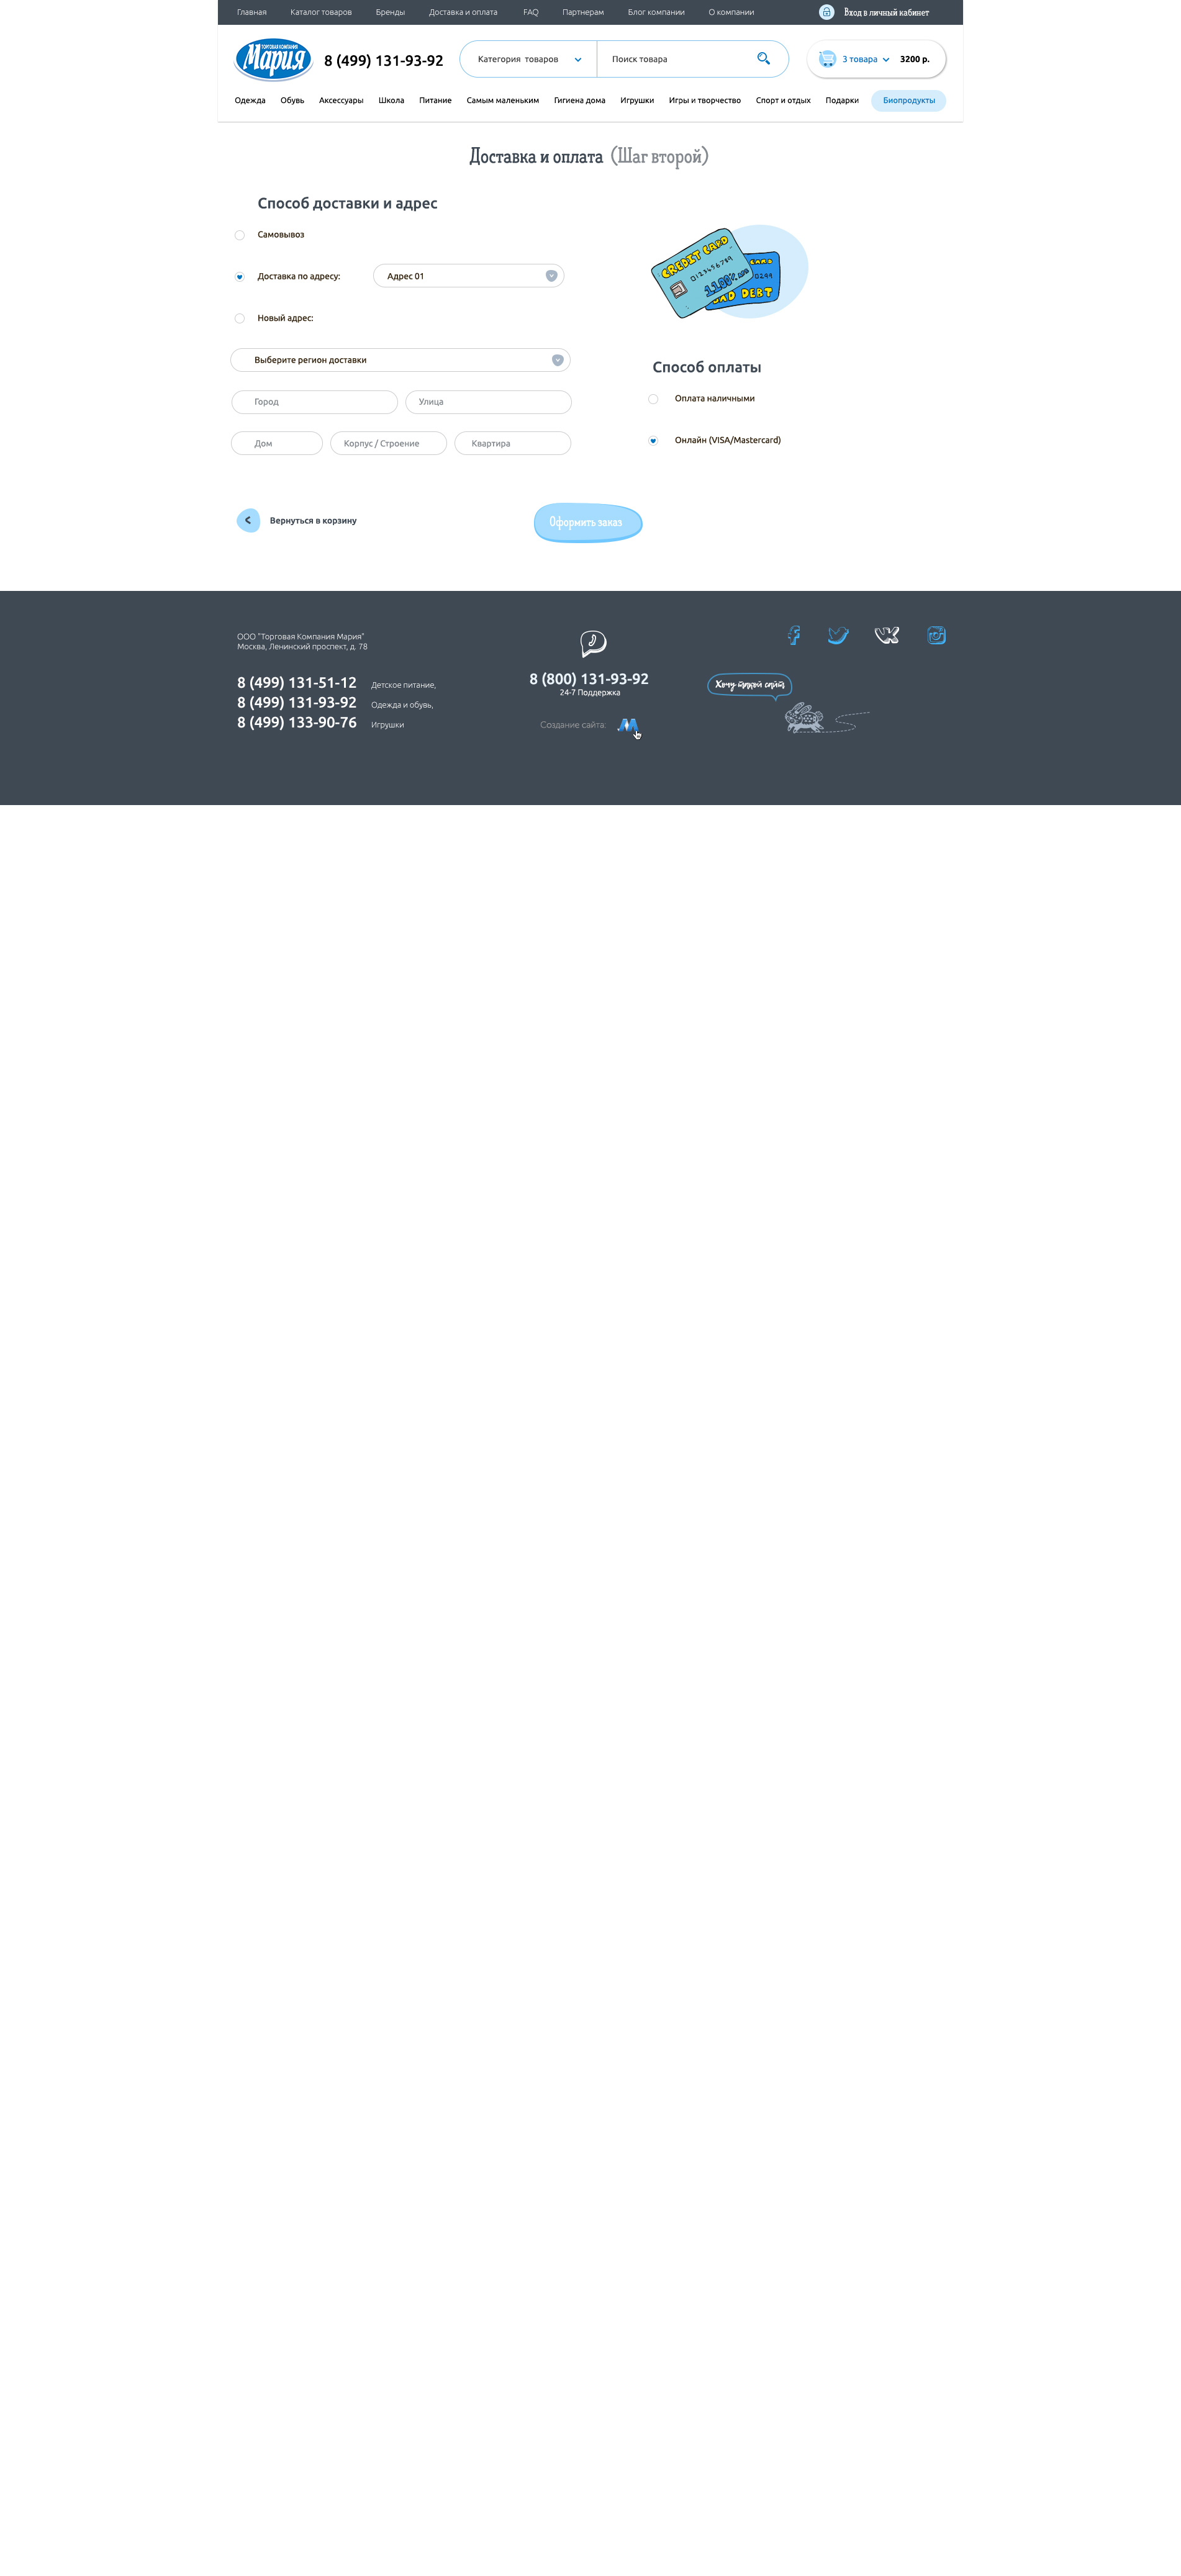 Главная Каталог товаров Бренды Доставка и оплата FAQ Партнерам Блог компании О компании Вход в личный кабинет
ТОРГОВАЯ КОМПАНИЯ
Мария
8 (499) 131-93-92
Категория товаров
Поиск товара
3 товара
3200 р.
Одежда Обувь Аксессуары Школа Питание Самым маленьким Гигиена дома Игрушки Игры и творчество Спорт и отдых Подарки Биопродукты
Доставка и оплата (Шаг второй)
Способ доставки и адрес
Самовывоз
Доставка по адресу: Адрес 01
Новый адрес:
Выберите регион доставки
Город Улица
Дом Корпус / Строение Квартира
CREDIT CARD
0123456789
1100%
BAD DEBT
Способ оплаты
Оплата наличными
Онлайн (VISA/Mastercard)
Вернуться в корзину
Оформить заказ
ООО "Торговая Компания Мария"
Москва, Ленинский проспект, д. 78
8 (499) 131-51-12 Детское питание,
8 (499) 131-93-92 Одежда и обувь,
8 (499) 133-90-76 Игрушки
8 (800) 131-93-92
24-7 Поддержка
Создание сайта:
Хочу такой сайт